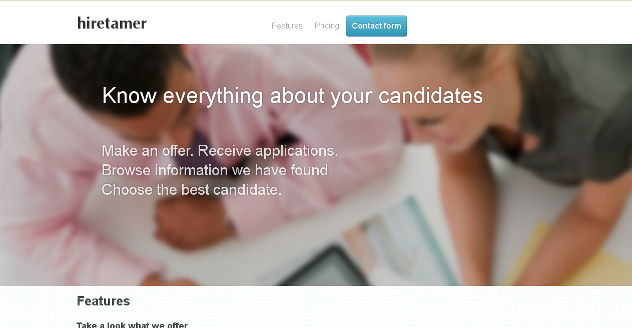 hiretamer
Features Pricing Contact form
Know everything about your candidates
Make an offer. Receive applications.
Browse information we have found.
Choose the best candidate.
Features
Take a look what we offer